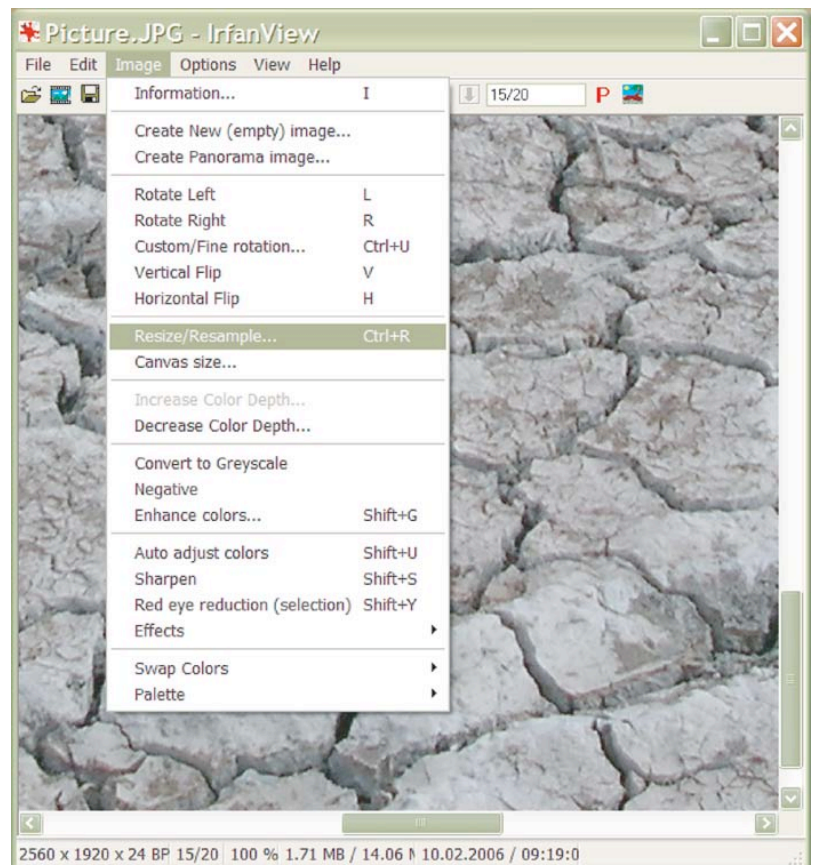 Picture.JPG - IrfanView
File Edit Image Options View Help
15/20 P
Information... I
Create New (empty) image...
Create Panorama image...
Rotate Left L
Rotate Right R
Custom/Fine rotation... Ctrl+U
Vertical Flip V
Horizontal Flip H
Resize/Resample... Ctrl+R
Canvas size...
Increase Color Depth...
Decrease Color Depth...
Convert to Greyscale
Negative
Enhance colors... Shift+G
Auto adjust colors Shift+U
Sharpen Shift+S
Red eye reduction (selection) Shift+Y
Effects
Swap Colors
Palette
2560 x 1920 x 24 BP 15/20 100 % 1.71 MB / 14.06 M 10.02.2006 / 09:19:0